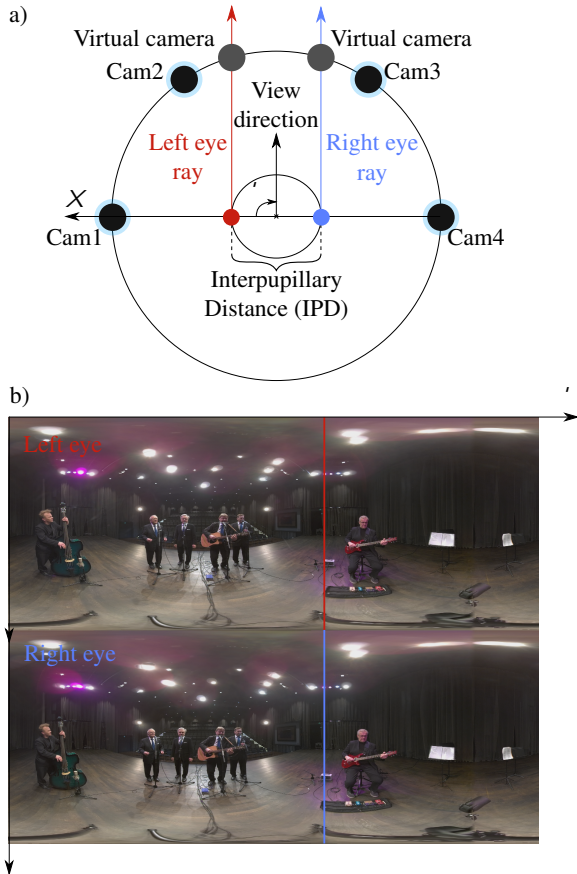 a)
Virtual camera
Virtual camera
Cam2
Cam3
View
direction
Left eye
ray
Right eye
ray
X
Cam1
Cam4
Interpupillary
Distance (IPD)
b)
Left eye
Right eye